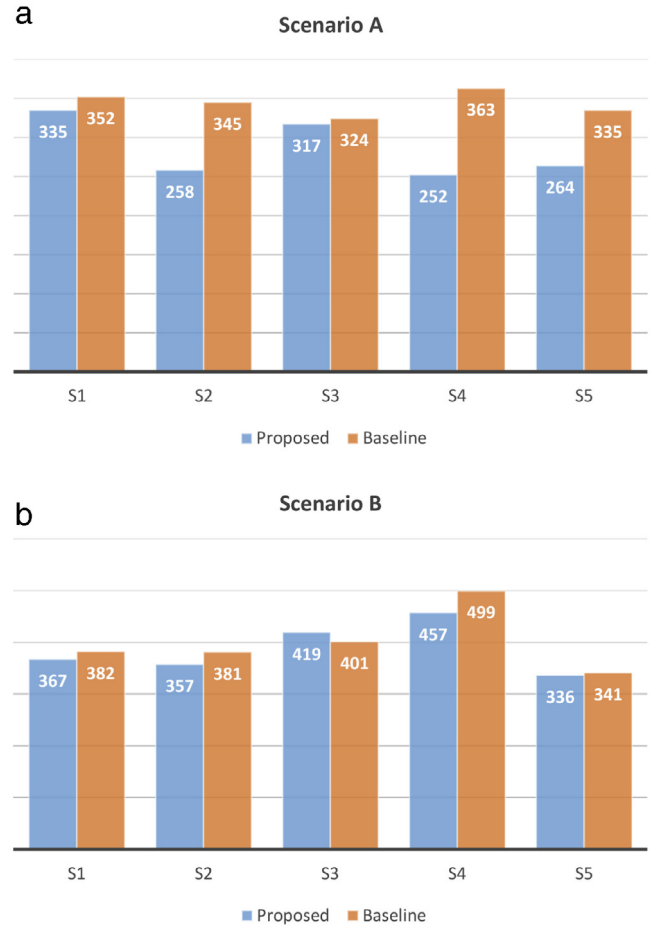 a
Scenario A
335 352 258 345 317 324 252 363 264 335
S1 S2 S3 S4 S5
Proposed Baseline
b
Scenario B
367 382 357 381 419 401 457 499 336 341
S1 S2 S3 S4 S5
Proposed Baseline